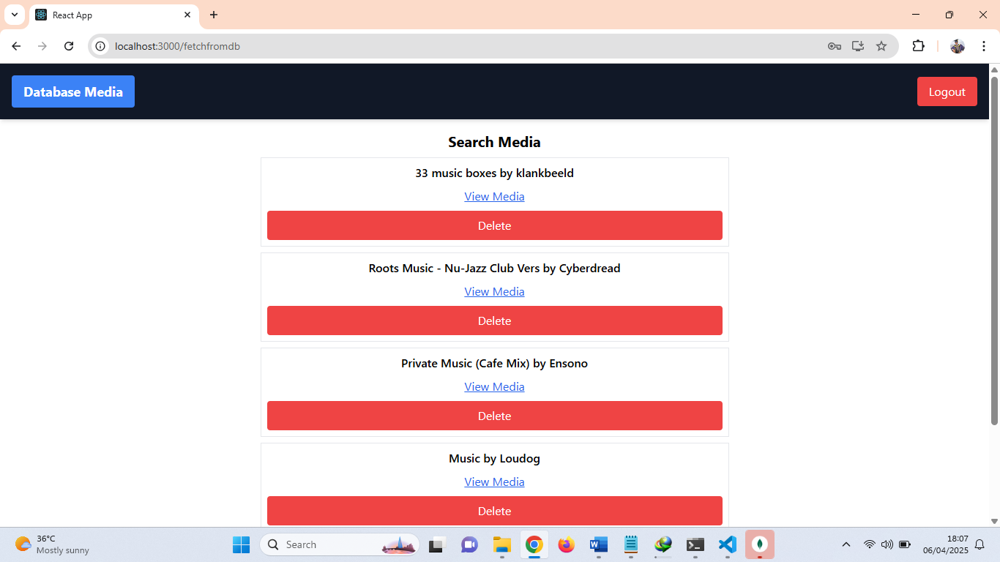 React App
localhost:3000/fetchfromdb
Database Media
Logout
Search Media
33 music boxes by klankbeeld
View Media
Delete
Roots Music - Nu-Jazz Club Vers by Cyberdread
View Media
Delete
Private Music (Cafe Mix) by Ensono
View Media
Delete
Music by Loudog
View Media
Delete
36°C
Mostly sunny
Search
18:07
06/04/2025